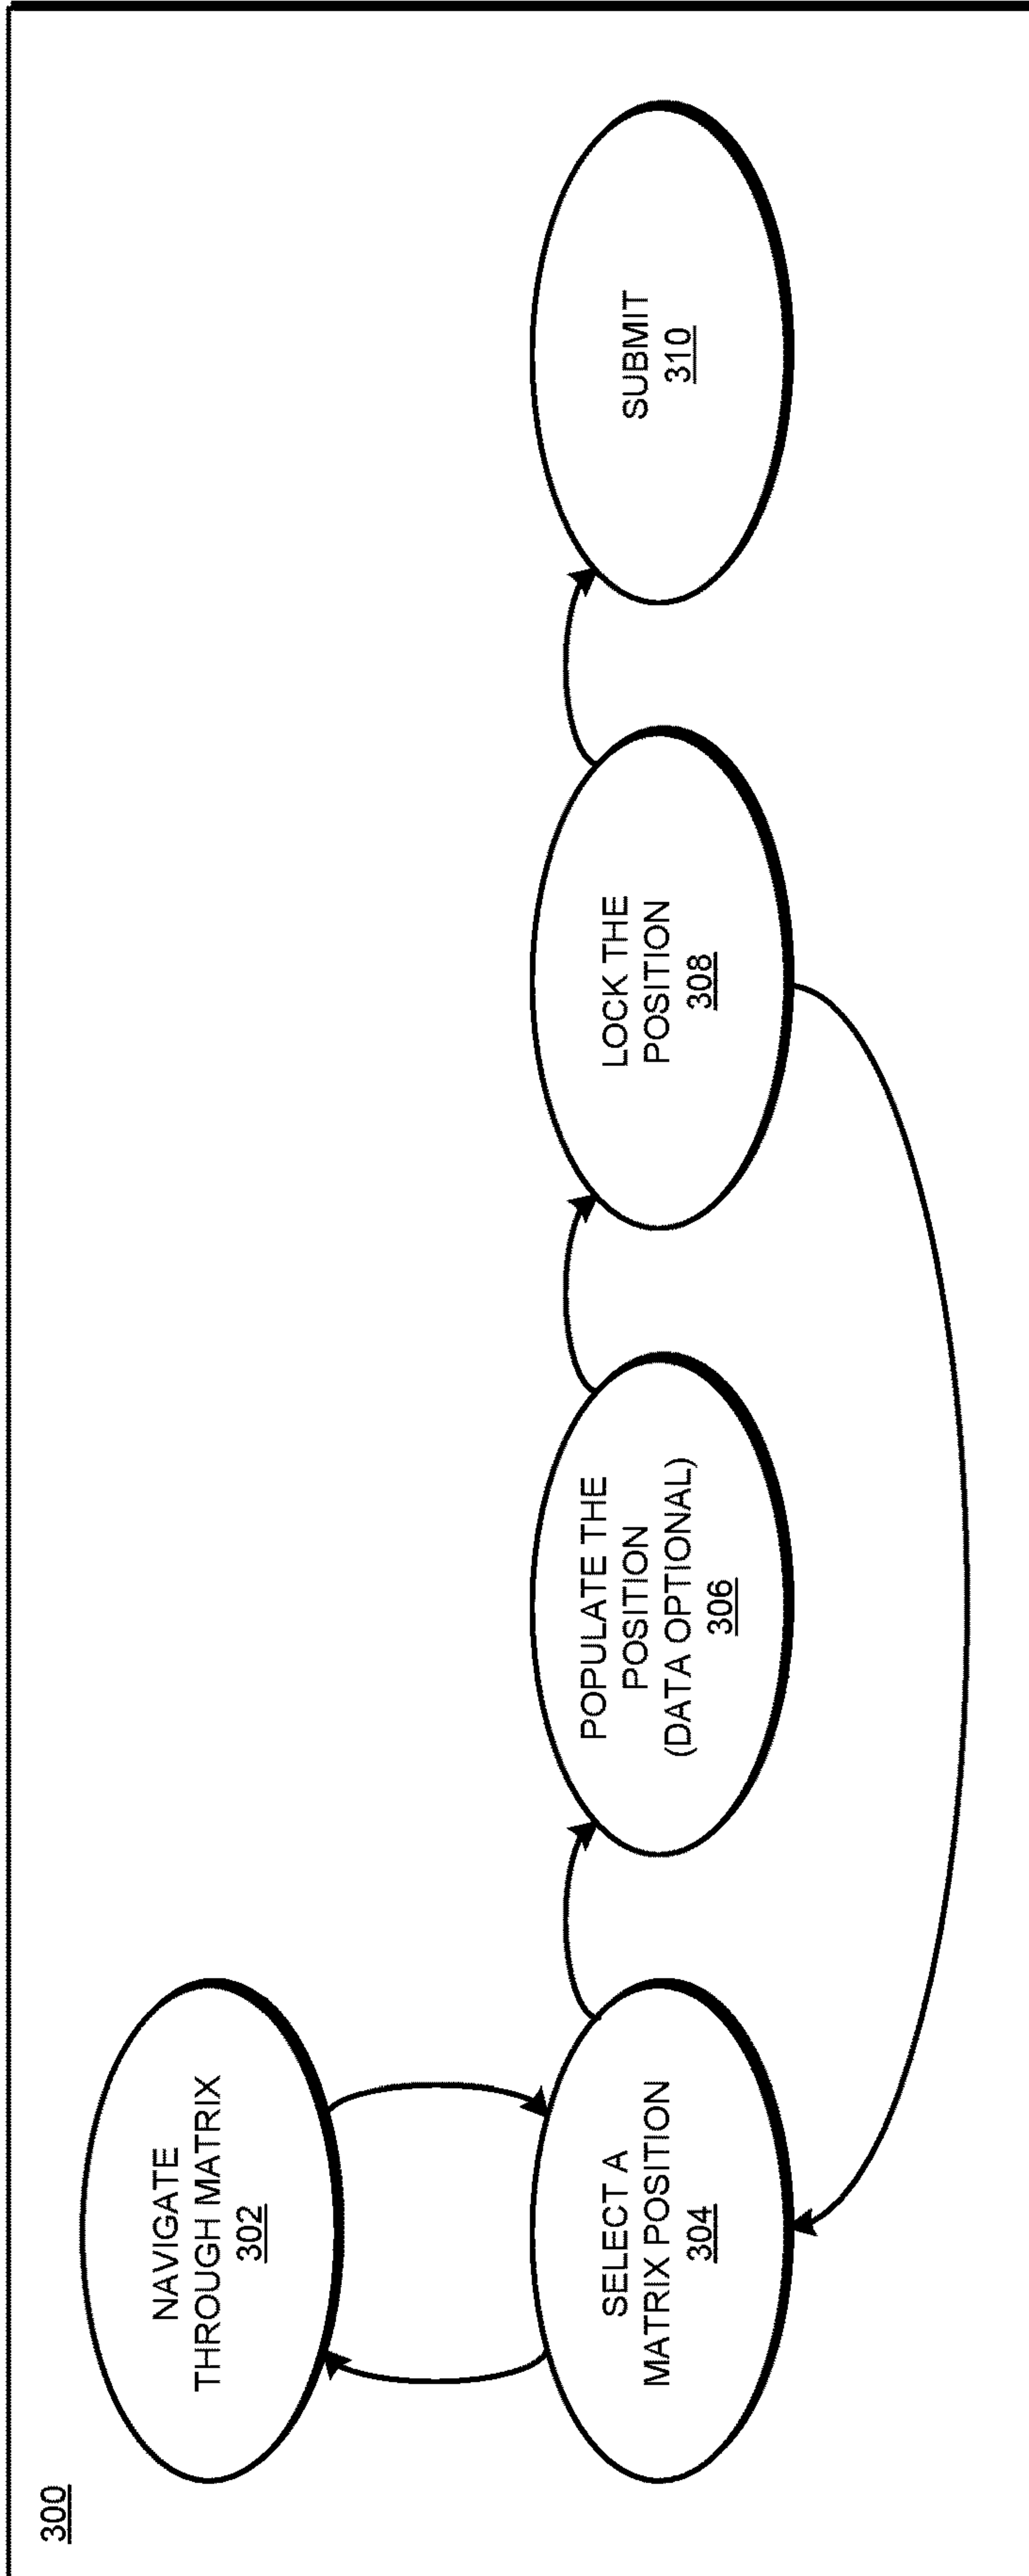 300
NAVIGATE
THROUGH MATRIX
302
SELECT A
MATRIX POSITION
304
POPULATE THE
POSITION
(DATA OPTIONAL)
306
LOCK THE
POSITION
308
SUBMIT
310